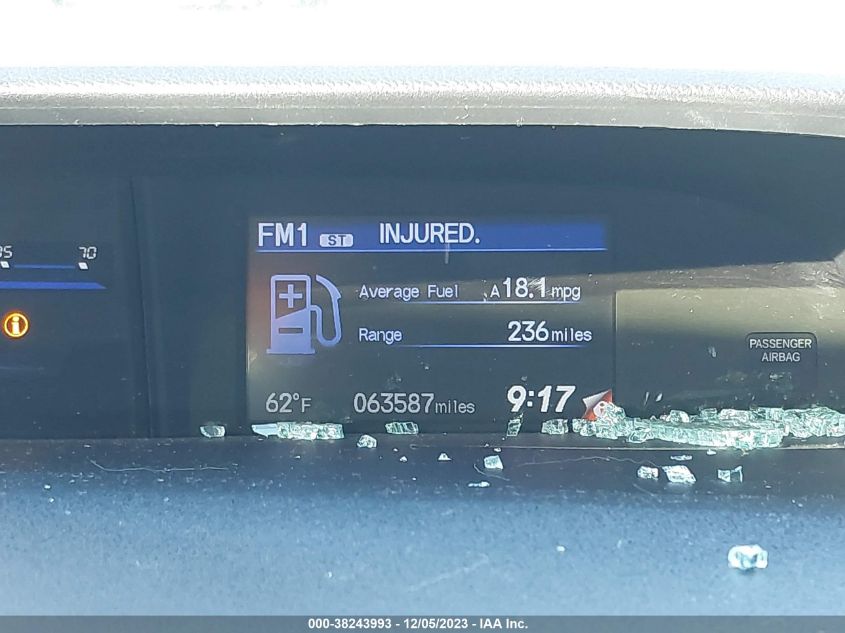 FM1 ST INJURED.
35 70
Average Fuel A 18.1 mpg
Range 236 miles
PASSENGER
AIRBAG
62°F 063587 miles 9:17
000-38243993 - 12/05/2023 - IAA Inc.